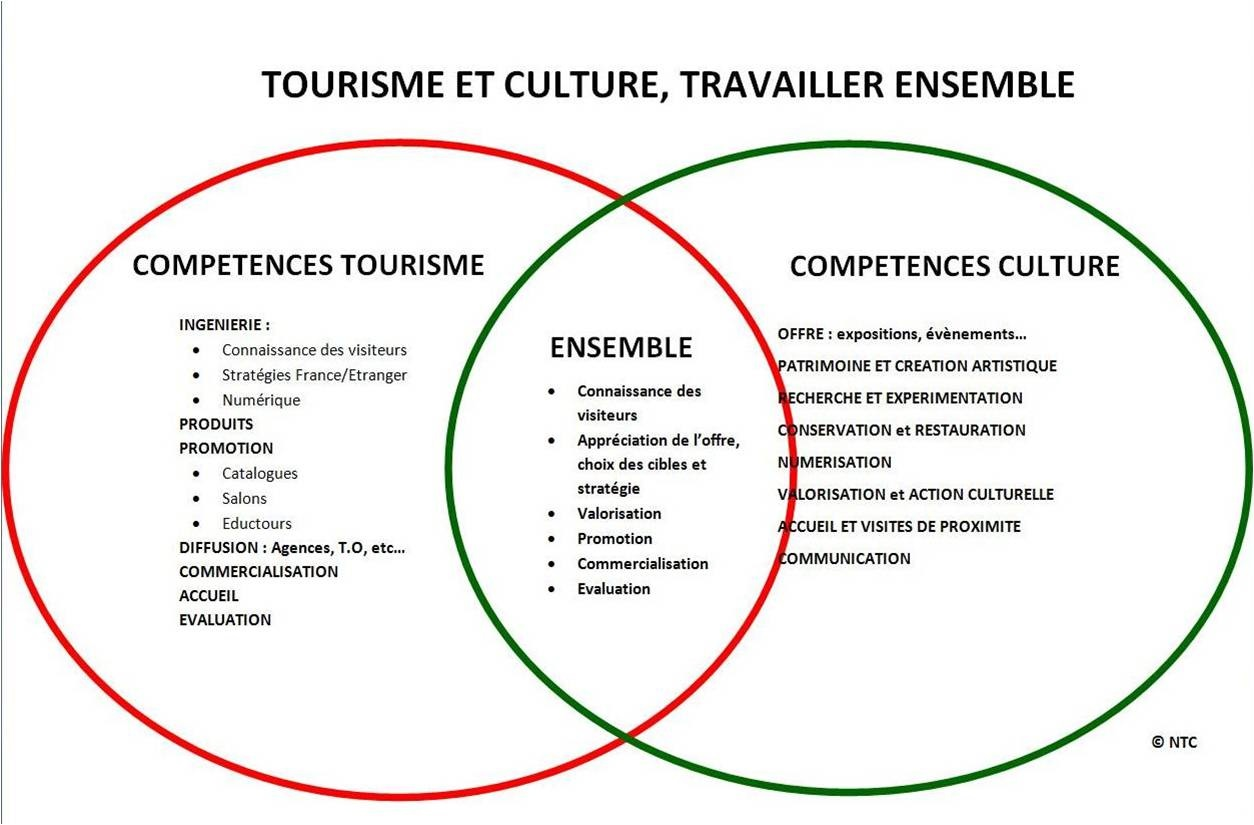 TOURISME ET CULTURE, TRAVAILLER ENSEMBLE
COMPETENCES TOURISME
INGENIERIE :
• Connaissance des visiteurs
• Stratégies France/Etranger
• Numérique
PRODUITS
PROMOTION
• Catalogues
• Salons
• Eductours
DIFFUSION : Agences, T.O, etc...
COMMERCIALISATION
ACCUEIL
EVALUATION
ENSEMBLE
• Connaissance des
visiteurs
• Appréciation de l’offre,
choix des cibles et
stratégie
• Valorisation
• Promotion
• Commercialisation
• Evaluation
COMPETENCES CULTURE
OFFRE : expositions, évènements...
PATRIMOINE ET CREATION ARTISTIQUE
RECHERCHE ET EXPERIMENTATION
CONSERVATION et RESTAURATION
NUMERISATION
VALORISATION et ACTION CULTURELLE
ACCUEIL ET VISITES DE PROXIMITE
COMMUNICATION
© NTC